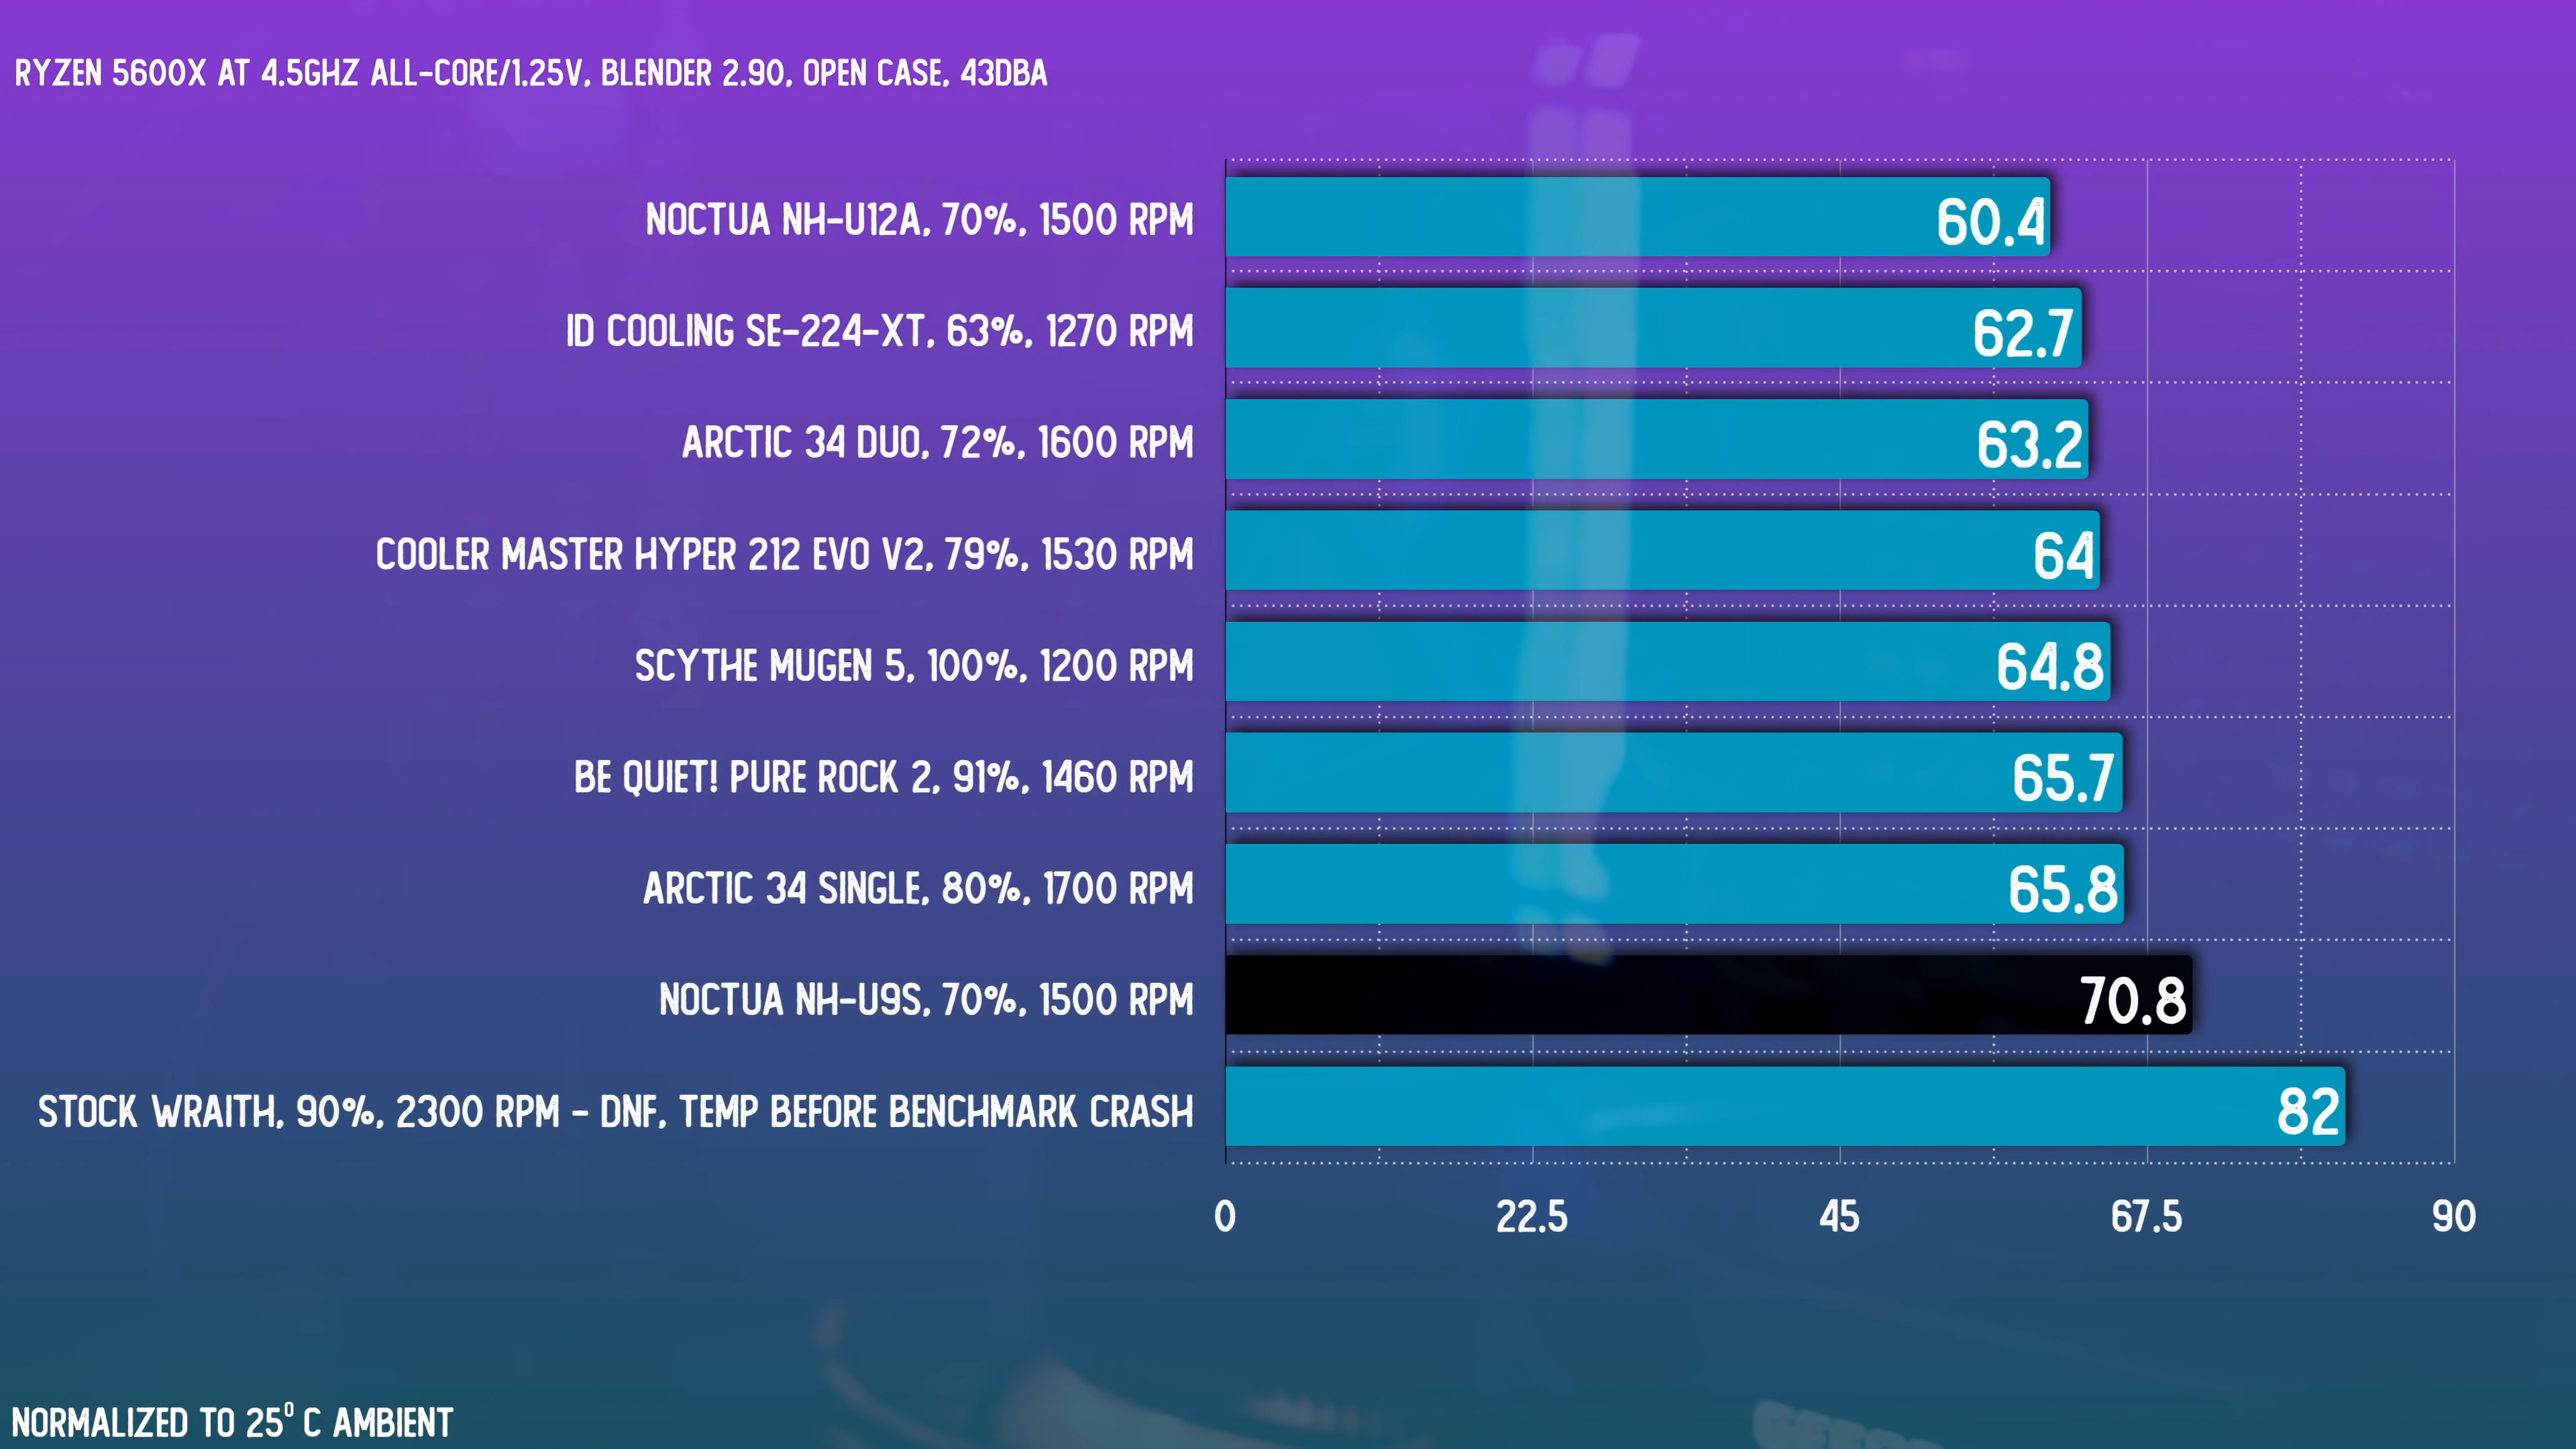 RYZEN 5600X AT 4.5GHZ ALL-CORE/1.25V, BLENDER 2.90, OPEN CASE, 43DBA
NOCTUA NH-U12A, 70%, 1500 RPM
60.4
ID COOLING SE-224-XT, 63%, 1270 RPM
62.7
ARCTIC 34 DUO, 72%, 1600 RPM
63.2
COOLER MASTER HYPER 212 EVO V2, 79%, 1530 RPM
64
SCYTHE MUGEN 5, 100%, 1200 RPM
64.8
BE QUIET! PURE ROCK 2, 91%, 1460 RPM
65.7
ARCTIC 34 SINGLE, 80%, 1700 RPM
65.8
NOCTUA NH-U9S, 70%, 1500 RPM
70.8
STOCK WRAITH, 90%, 2300 RPM - DNF, TEMP BEFORE BENCHMARK CRASH
82
0 22.5 45 67.5 90
NORMALIZED TO 25° C AMBIENT